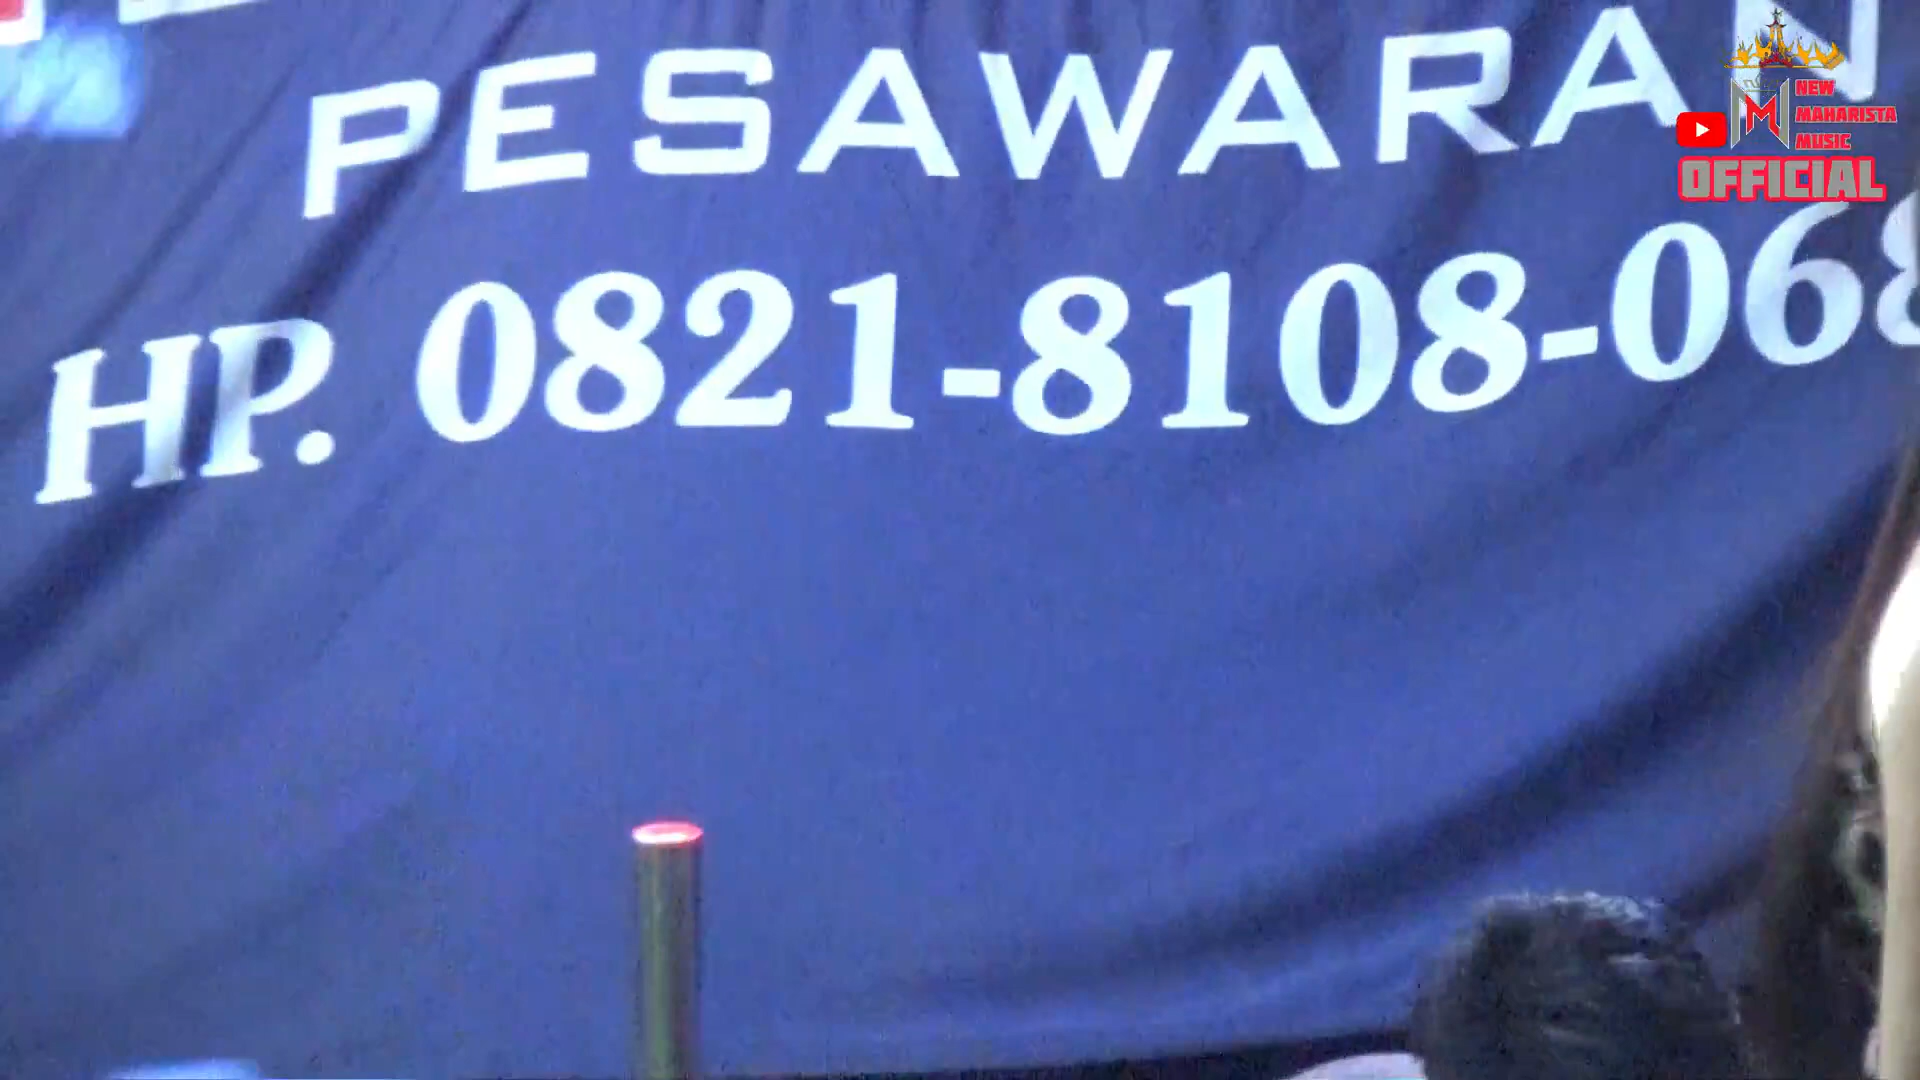 PESAWARAN
HP. 0821-8108-068
NEW
MAHARISTA
MUSIC
OFFICIAL